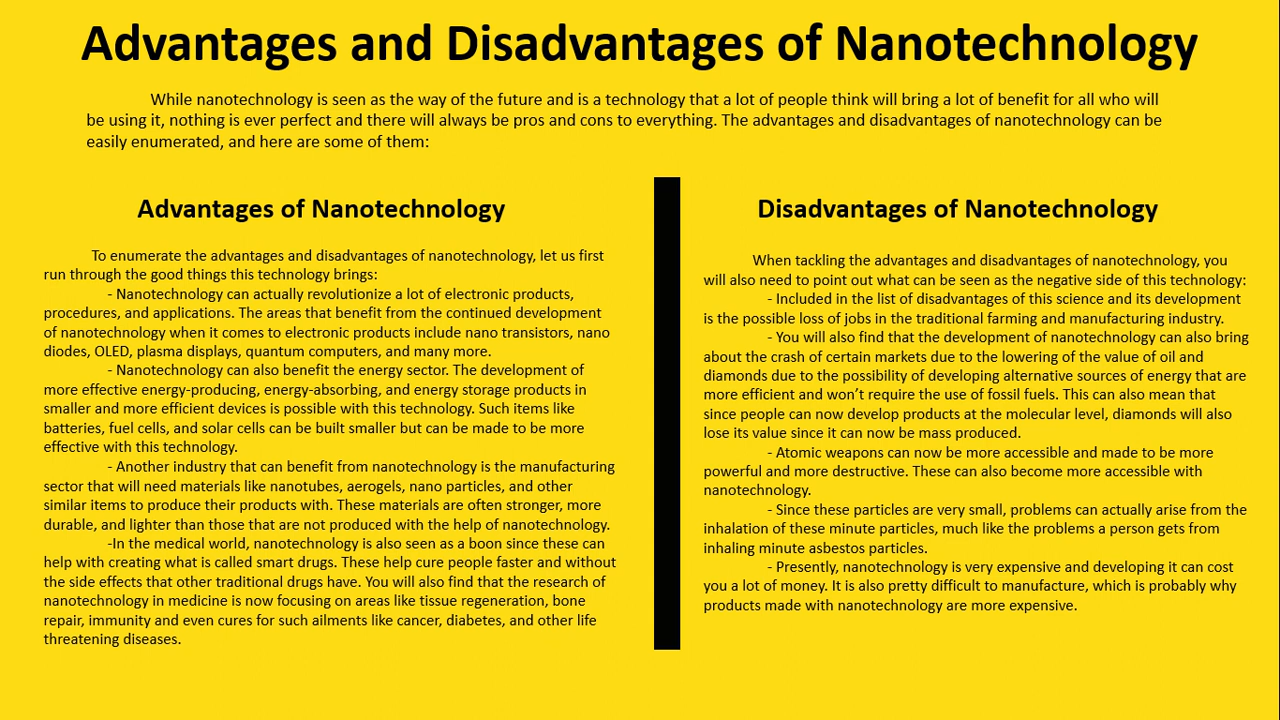 Advantages and Disadvantages of Nanotechnology
While nanotechnology is seen as the way of the future and is a technology that a lot of people think will bring a lot of benefit for all who will
be using it, nothing is ever perfect and there will always be pros and cons to everything. The advantages and disadvantages of nanotechnology can be
easily enumerated, and here are some of them:
Advantages of Nanotechnology
To enumerate the advantages and disadvantages of nanotechnology, let us first
run through the good things this technology brings:
- Nanotechnology can actually revolutionize a lot of electronic products,
procedures, and applications. The areas that benefit from the continued development
of nanotechnology when it comes to electronic products include nano transistors, nano
diodes, OLED, plasma displays, quantum computers, and many more.
- Nanotechnology can also benefit the energy sector. The development of
more effective energy-producing, energy-absorbing, and energy storage products in
smaller and more efficient devices is possible with this technology. Such items like
batteries, fuel cells, and solar cells can be built smaller but can be made to be more
effective with this technology.
- Another industry that can benefit from nanotechnology is the manufacturing
sector that will need materials like nanotubes, aerogels, nano particles, and other
similar items to produce their products with. These materials are often stronger, more
durable, and lighter than those that are not produced with the help of nanotechnology.
-In the medical world, nanotechnology is also seen as a boon since these can
help with creating what is called smart drugs. These help cure people faster and without
the side effects that other traditional drugs have. You will also find that the research of
nanotechnology in medicine is now focusing on areas like tissue regeneration, bone
repair, immunity and even cures for such ailments like cancer, diabetes, and other life
threatening diseases.
Disadvantages of Nanotechnology
When tackling the advantages and disadvantages of nanotechnology, you
will also need to point out what can be seen as the negative side of this technology:
- Included in the list of disadvantages of this science and its development
is the possible loss of jobs in the traditional farming and manufacturing industry.
- You will also find that the development of nanotechnology can also bring
about the crash of certain markets due to the lowering of the value of oil and
diamonds due to the possibility of developing alternative sources of energy that are
more efficient and won’t require the use of fossil fuels. This can also mean that
since people can now develop products at the molecular level, diamonds will also
lose its value since it can now be mass produced.
- Atomic weapons can now be more accessible and made to be more
powerful and more destructive. These can also become more accessible with
nanotechnology.
- Since these particles are very small, problems can actually arise from the
inhalation of these minute particles, much like the problems a person gets from
inhaling minute asbestos particles.
- Presently, nanotechnology is very expensive and developing it can cost
you a lot of money. It is also pretty difficult to manufacture, which is probably why
products made with nanotechnology are more expensive.